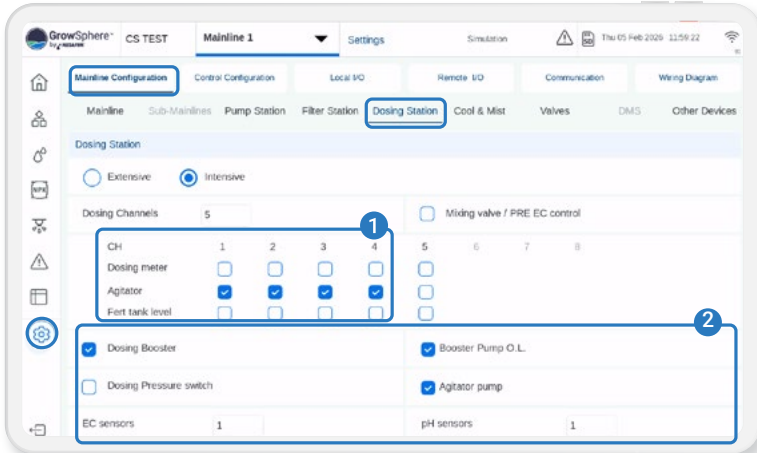 GrowSphere™ CS TEST Mainline 1 Settings Simulation Thu 05 Feb 2026 11:59:22
by NETAFIM
Mainline Configuration Control Configuration Local I/O Remote I/O Communication Wiring Diagram
Mainline Sub-Mainlines Pump Station Filter Station Dosing Station Cool & Mist Valves DMS Other Devices
Dosing Station
Extensive Intensive
NPK
Dosing Channels 5 Mixing valve / PRE EC control
1
CH 1 2 3 4 5 6 7 8
Dosing meter
Agitator
Fert tank level
2
Dosing Booster Booster Pump O.L.
Dosing Pressure switch Agitator pump
EC sensors 1 pH sensors 1